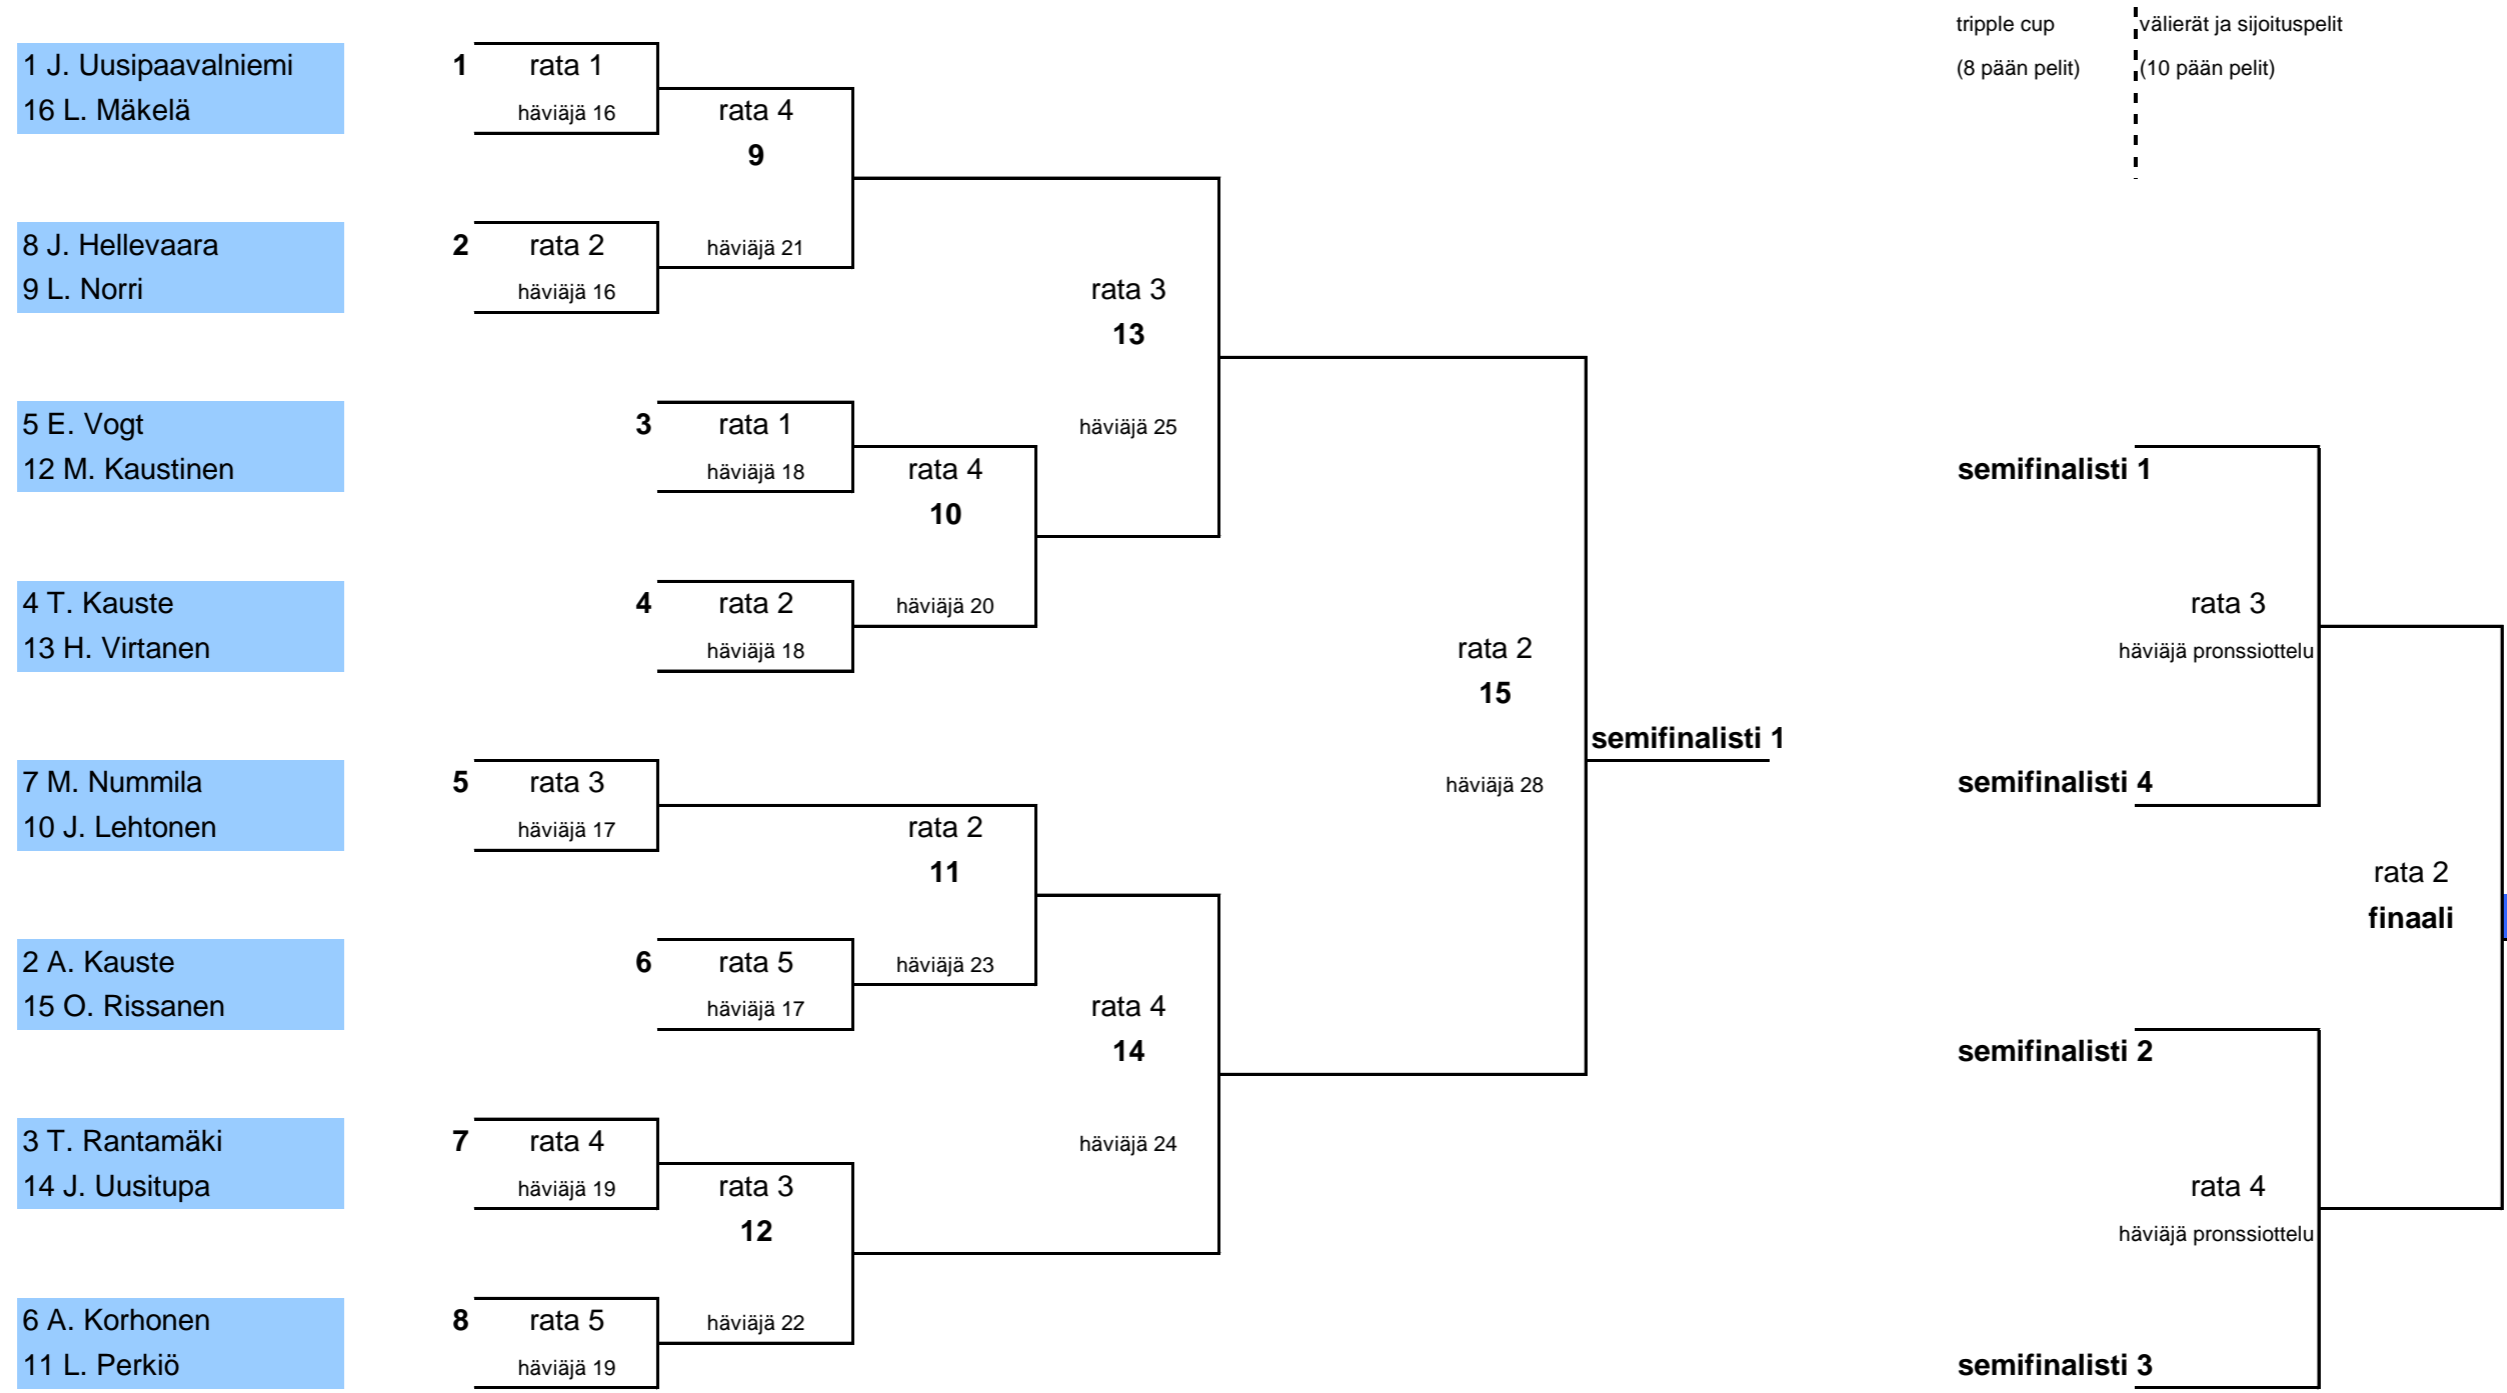 tripple cup välierät ja sijoituspelit
1 J. Uusipaavalniemi 1 rata 1 (8 pään pelit) (10 pään pelit)
16 L. Mäkelä häviäjä 16 rata 4
9
8 J. Hellevaara 2 rata 2 häviäjä 21
9 L. Norri häviäjä 16 rata 3
13
5 E. Vogt 3 rata 1 häviäjä 25
12 M. Kaustinen häviäjä 18 rata 4 semifinalisti 1
10
4 T. Kauste 4 rata 2 häviäjä 20 rata 3
13 H. Virtanen häviäjä 18 rata 2 häviäjä pronssiottelu
15
semifinalisti 1
7 M. Nummila 5 rata 3 häviäjä 28 semifinalisti 4
10 J. Lehtonen häviäjä 17 rata 2
11 rata 2
finaali
2 A. Kauste 6 rata 5 häviäjä 23
15 O. Rissanen häviäjä 17 rata 4
14 semifinalisti 2
3 T. Rantamäki 7 rata 4 häviäjä 24
14 J. Uusitupa häviäjä 19 rata 3 rata 4
12 häviäjä pronssiottelu
6 A. Korhonen 8 rata 5 häviäjä 22
11 L. Perkiö häviäjä 19 semifinalisti 3